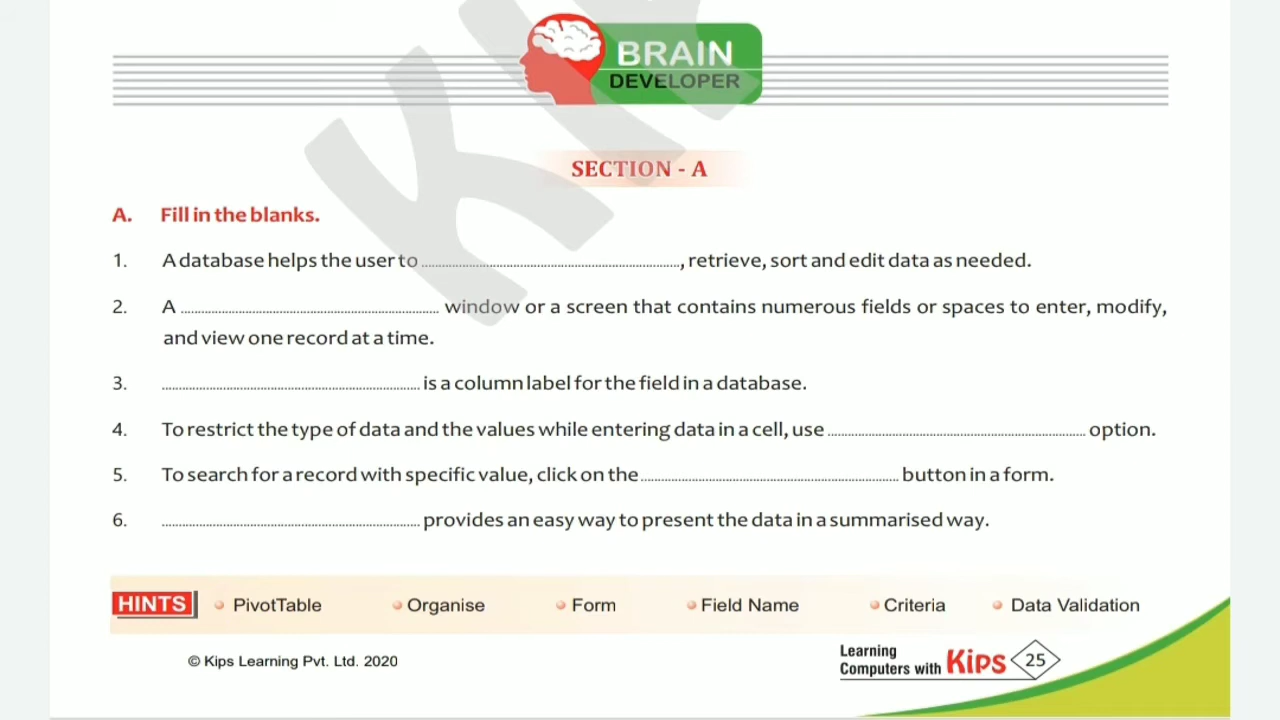 BRAIN
DEVELOPER
SECTION - A
A. Fill in the blanks.
1. A database helps the user to ............................................................................, retrieve, sort and edit data as needed.
2. A ............................................................................ window or a screen that contains numerous fields or spaces to enter, modify,
and view one record at a time.
3. ............................................................................ is a column label for the field in a database.
4. To restrict the type of data and the values while entering data in a cell, use ............................................................................ option.
5. To search for a record with specific value, click on the ............................................................................ button in a form.
6. ............................................................................ provides an easy way to present the data in a summarised way.
HINTS • PivotTable • Organise • Form • Field Name • Criteria • Data Validation
© Kips Learning Pvt. Ltd. 2020
Learning
Computers with Kips 25